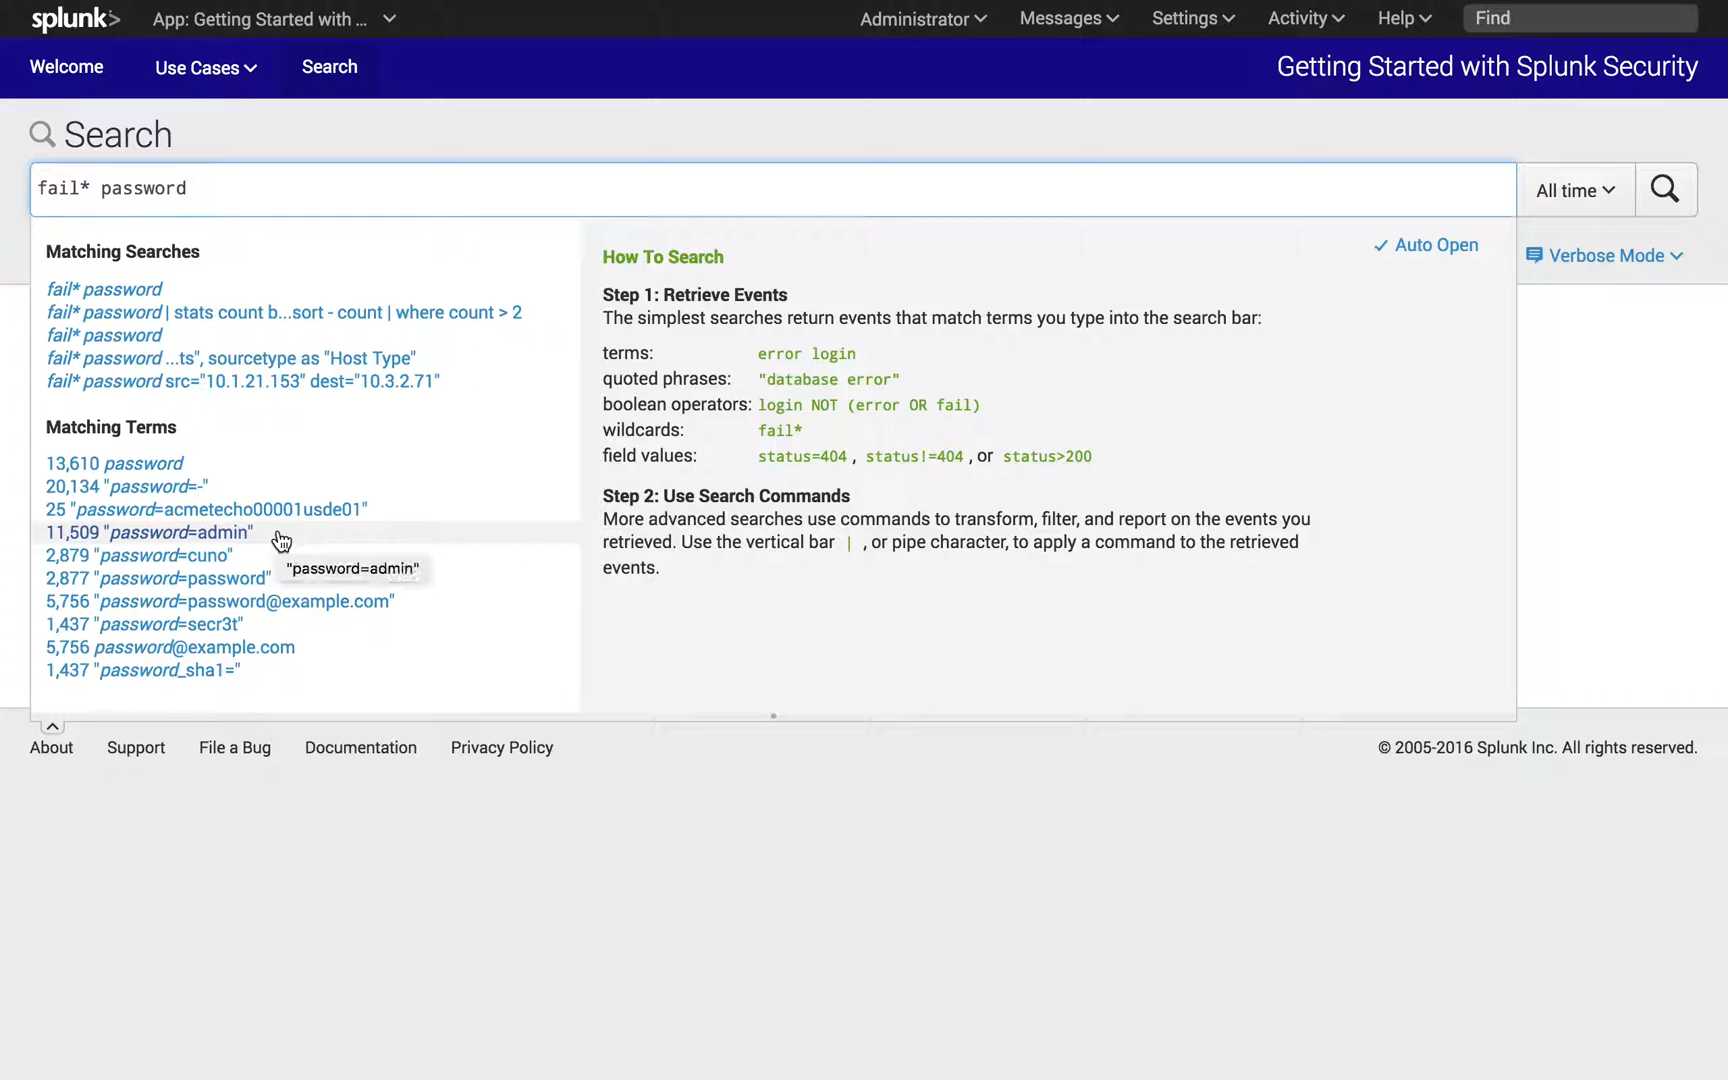 splunk> App: Getting Started with ... Administrator Messages Settings Activity Help Find
Welcome Use Cases Search Getting Started with Splunk Security
Search
fail* password All time
Matching Searches
fail* password
fail* password | stats count b...sort - count | where count > 2
fail* password
fail* password ...ts", sourcetype as "Host Type"
fail* password src="10.1.21.153" dest="10.3.2.71"
Matching Terms
13,610 password
20,134 "password=-"
25 "password=acmetecho00001usde01"
11,509 "password=admin"
2,879 "password=cuno"
"password=admin"
2,877 "password=password"
5,756 "password=password@example.com"
1,437 "password=secr3t"
5,756 password@example.com
1,437 "password_sha1="
How To Search
✓ Auto Open
Verbose Mode
Step 1: Retrieve Events
The simplest searches return events that match terms you type into the search bar:
terms: error login
quoted phrases: "database error"
boolean operators: login NOT (error OR fail)
wildcards: fail*
field values: status=404 , status!=404 , or status>200
Step 2: Use Search Commands
More advanced searches use commands to transform, filter, and report on the events you
retrieved. Use the vertical bar | , or pipe character, to apply a command to the retrieved
events.
About Support File a Bug Documentation Privacy Policy © 2005-2016 Splunk Inc. All rights reserved.